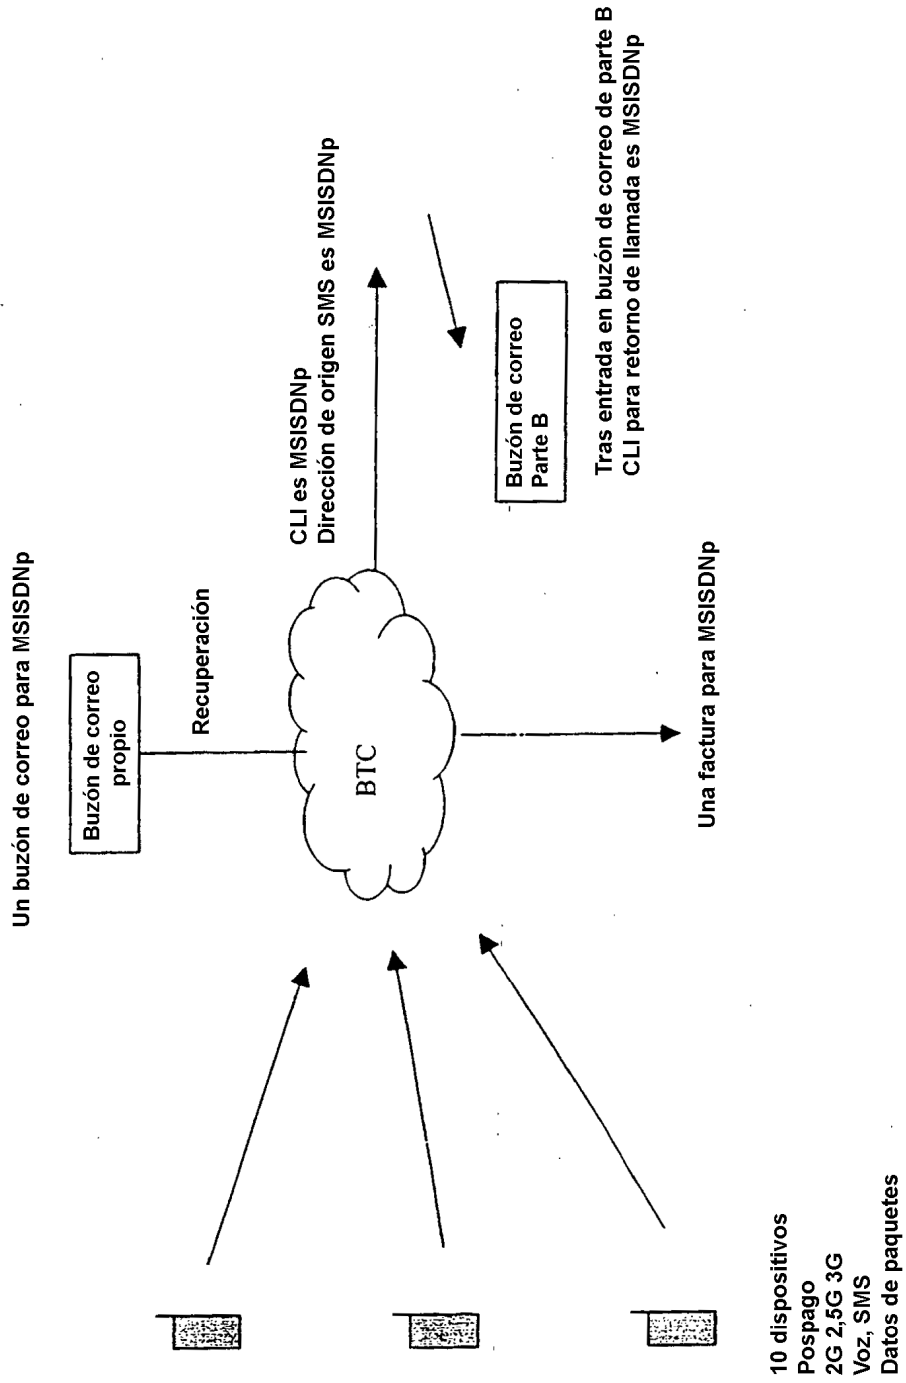 Un buzón de correo para MSISDNp
Buzón de correo
propio
Recuperación
CLI es MSISDNp
Dirección de origen SMS es MSISDNp
BTC
Buzón de correo
Parte B
Tras entrada en buzón de correo de parte B
CLI para retorno de llamada es MSISDNp
Una factura para MSISDNp
10 dispositivos
Pospago
2G 2,5G 3G
Voz, SMS
Datos de paquetes